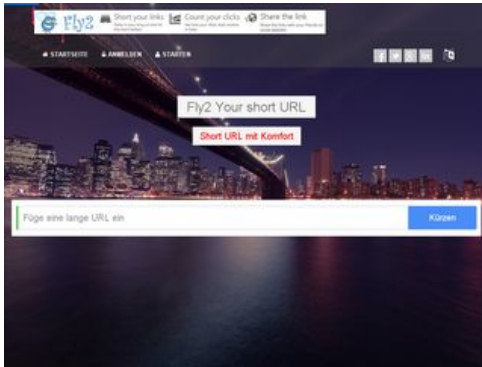 Fly2
Short your links
Count your clicks
Share the link
STARTSEITE
ANMELDEN
STARTEN
Fly2 Your short URL
Short URL mit Komfort
Füge eine lange URL ein
Kürzen